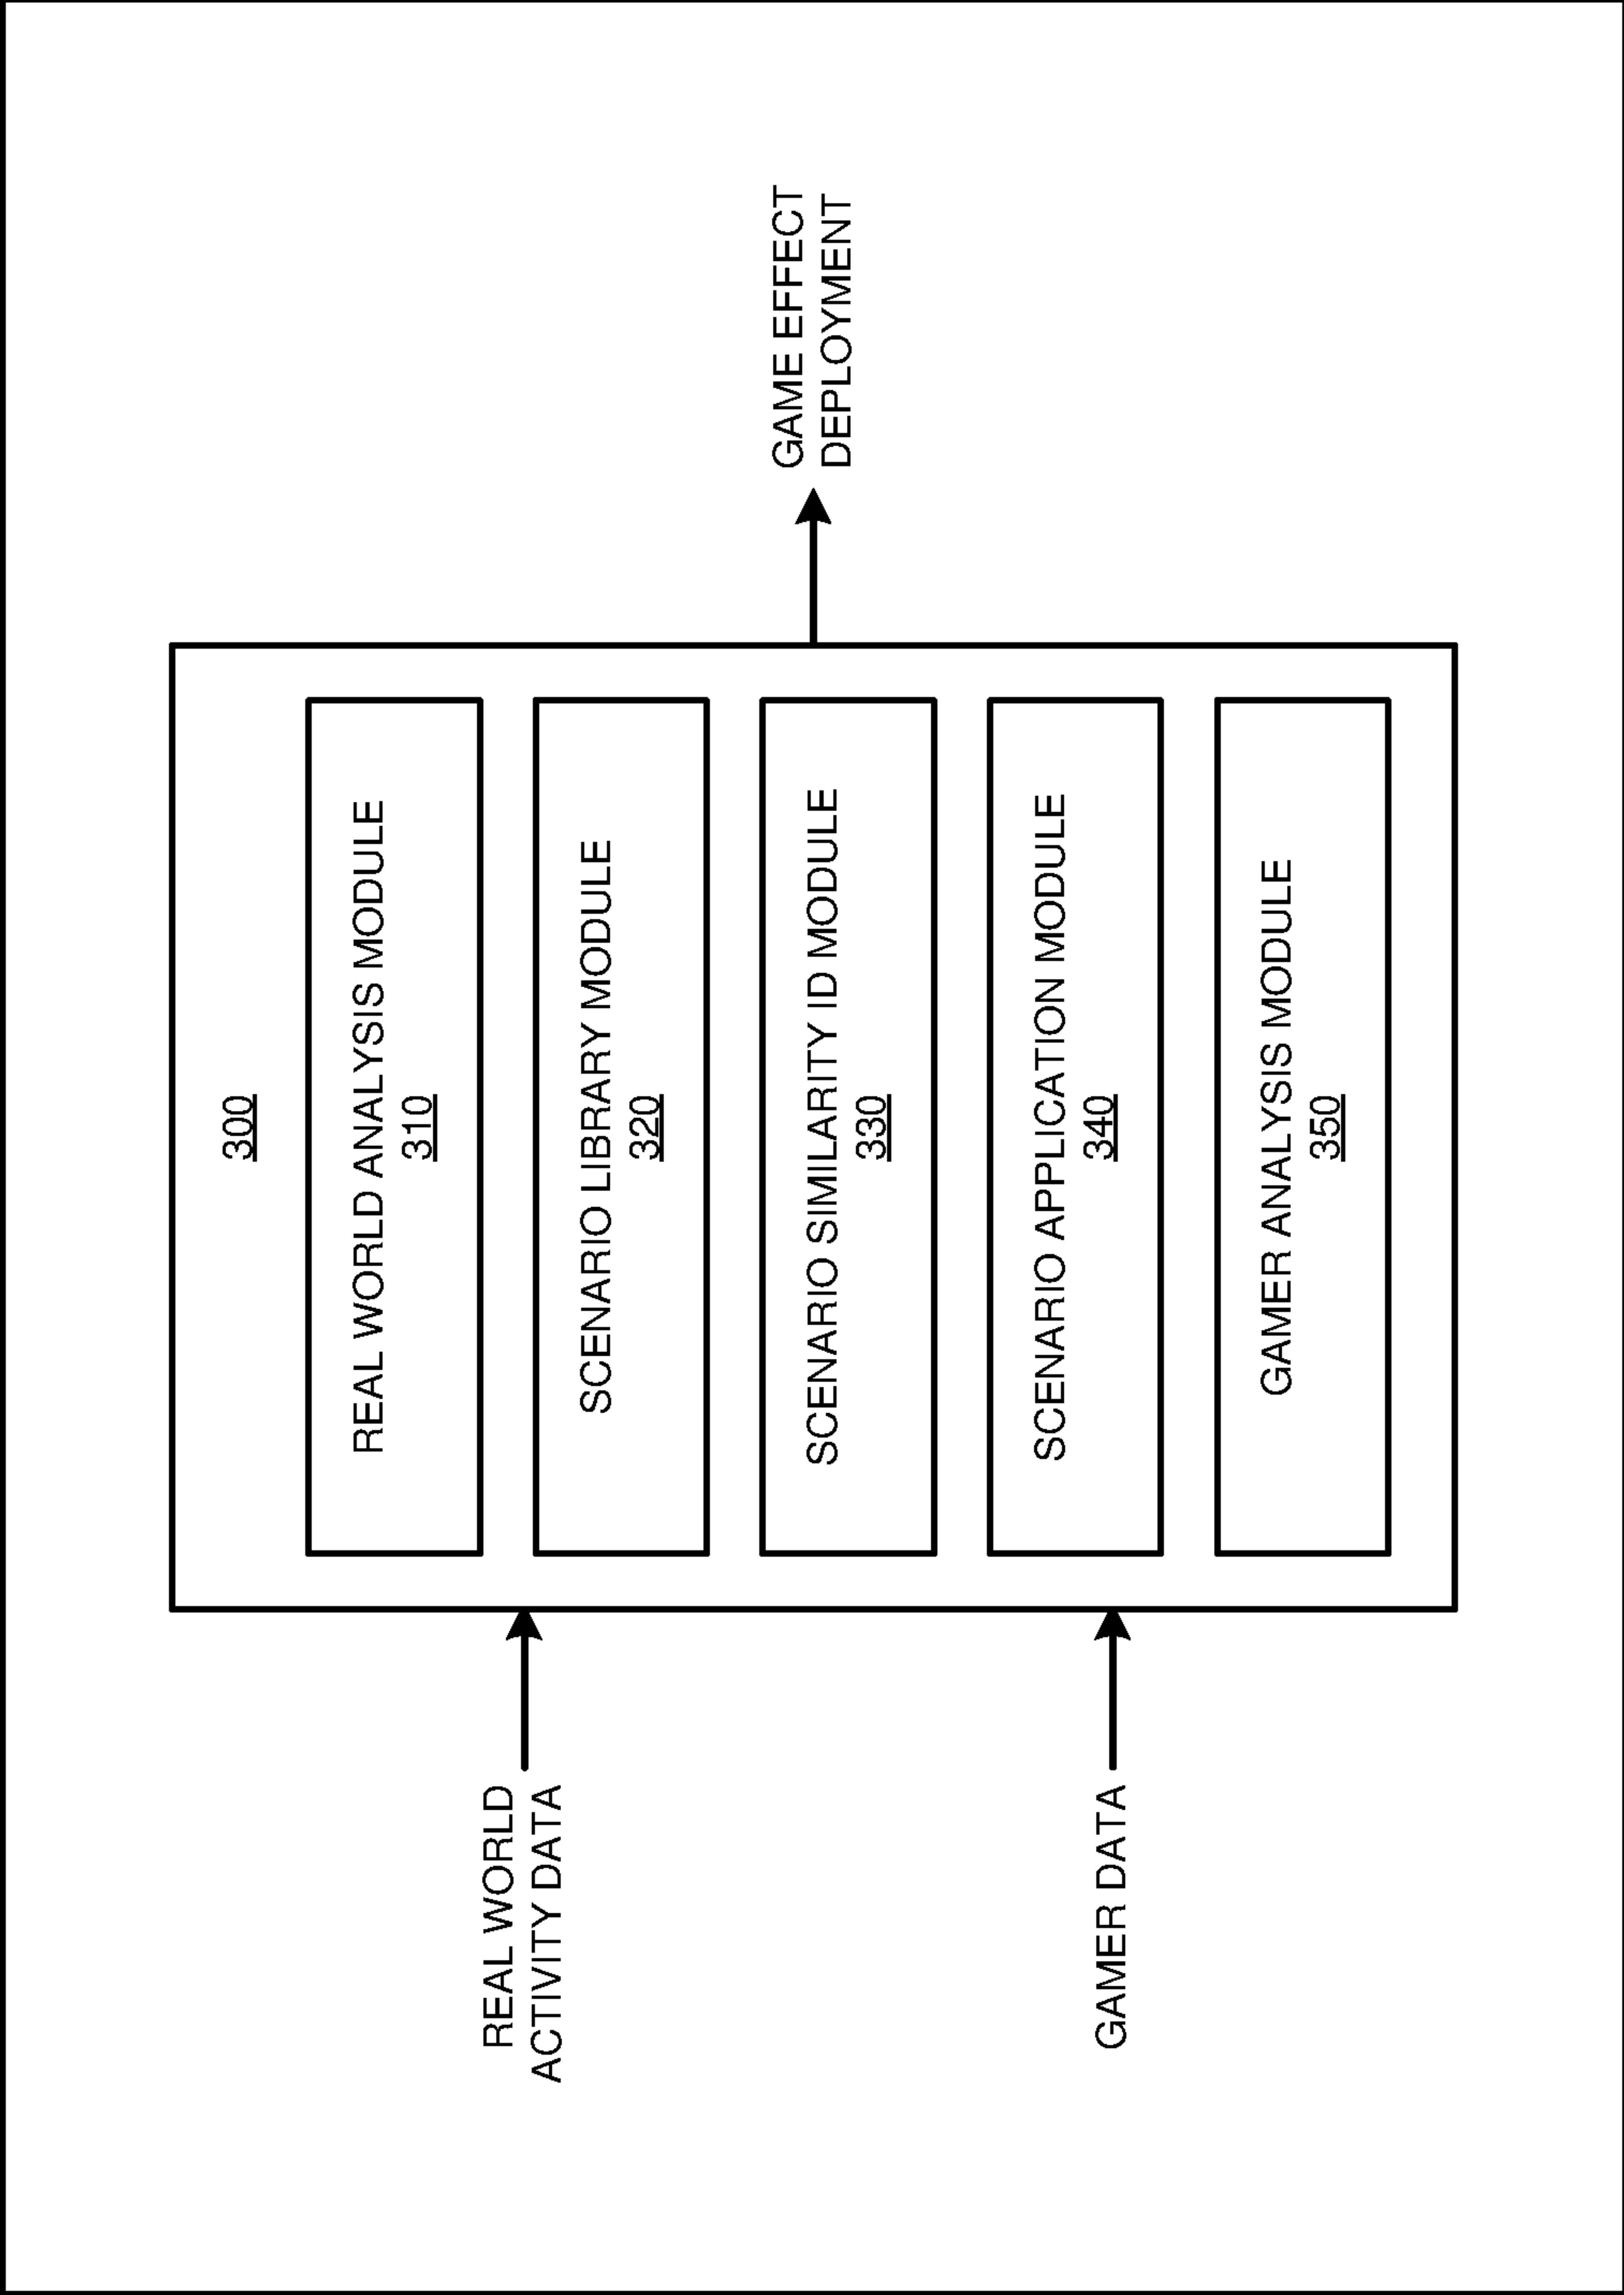 REAL WORLD
ACTIVITY DATA
GAMER DATA
300
REAL WORLD ANALYSIS MODULE
310
SCENARIO LIBRARY MODULE
320
SCENARIO SIMILARITY ID MODULE
330
SCENARIO APPLICATION MODULE
340
GAMER ANALYSIS MODULE
350
GAME EFFECT
DEPLOYMENT